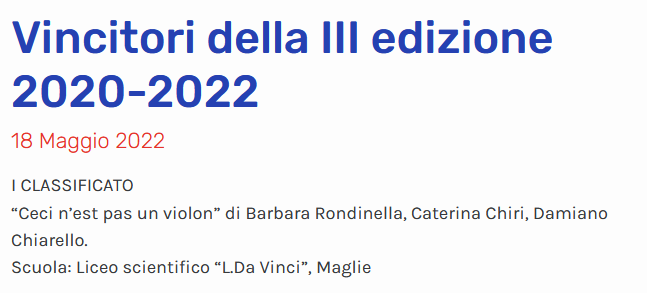 Vincitori della III edizione
2020-2022
18 Maggio 2022
I CLASSIFICATO
“Ceci n’est pas un violon” di Barbara Rondinella, Caterina Chiri, Damiano
Chiarello.
Scuola: Liceo scientifico “L.Da Vinci”, Maglie